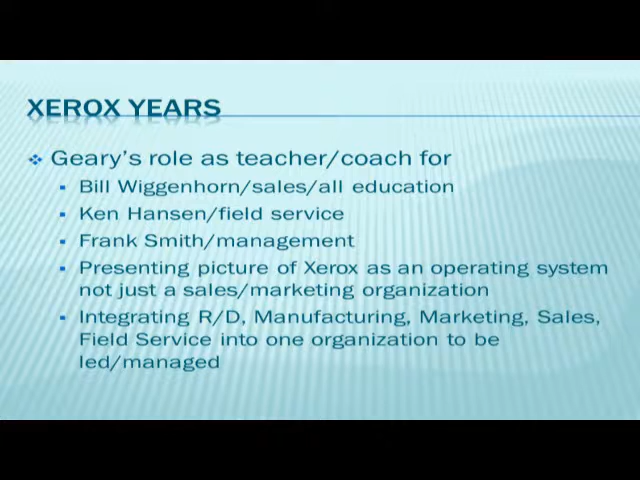 XEROX YEARS
Geary's role as teacher/coach for
Bill Wiggenhorn/sales/all education
Ken Hansen/field service
Frank Smith/management
Presenting picture of Xerox as an operating system
not just a sales/marketing organization
Integrating R/D, Manufacturing, Marketing, Sales,
Field Service into one organization to be
led/managed